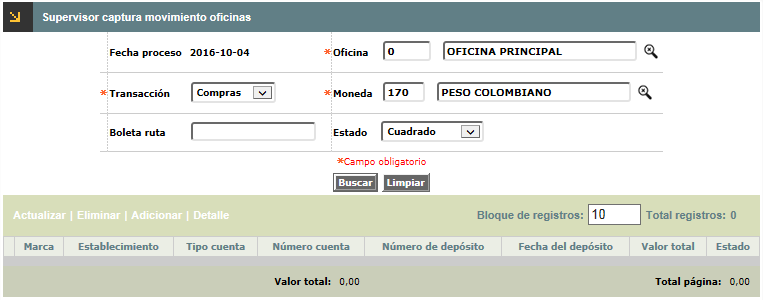 Supervisor captura movimiento oficinas
Fecha proceso 2016-10-04 *Oficina 0 OFICINA PRINCIPAL
*Transacción Compras *Moneda 170 PESO COLOMBIANO
Boleta ruta Estado Cuadrado
*Campo obligatorio
Buscar Limpiar
Actualizar | Eliminar | Adicionar | Detalle Bloque de registros: 10 Total registros: 0
Marca Establecimiento Tipo cuenta Número cuenta Número de depósito Fecha del depósito Valor total Estado
Valor total: 0,00 Total página: 0,00